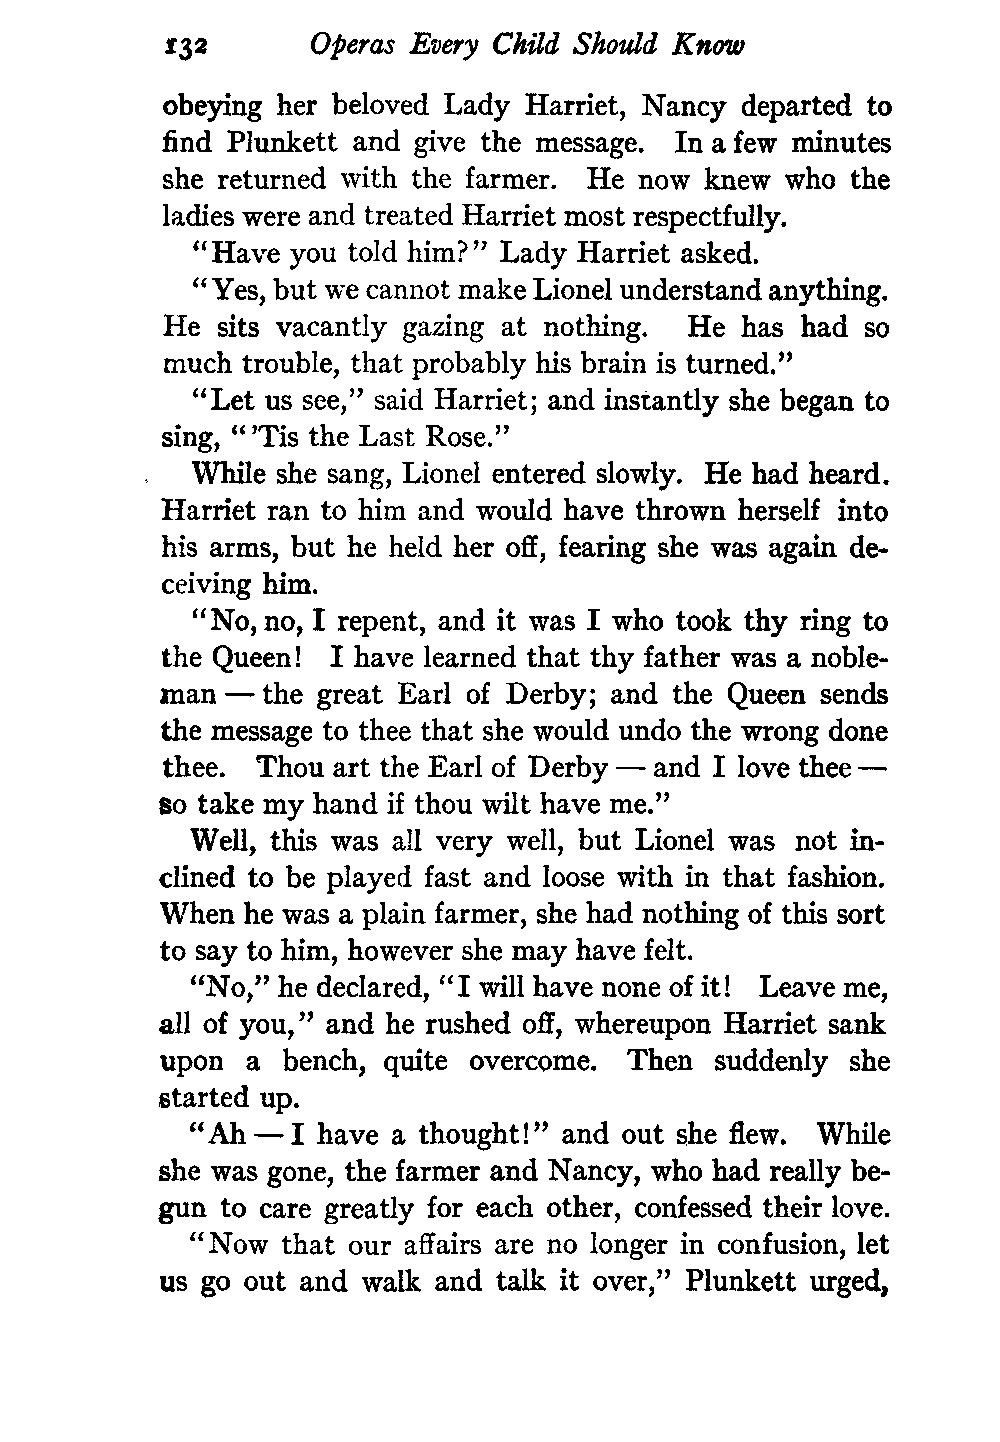 132 Operas Every Child Should Know
obeying her beloved Lady Harriet, Nancy departed to
find Plunkett and give the message. In a few minutes
she returned with the farmer. He now knew who the
ladies were and treated Harriet most respectfully.
“Have you told him?” Lady Harriet asked.
“Yes, but we cannot make Lionel understand anything.
He sits vacantly gazing at nothing. He has had so
much trouble, that probably his brain is turned.”
“Let us see,” said Harriet; and instantly she began to
sing, “’Tis the Last Rose.”
While she sang, Lionel entered slowly. He had heard.
Harriet ran to him and would have thrown herself into
his arms, but he held her off, fearing she was again de-
ceiving him.
“No, no, I repent, and it was I who took thy ring to
the Queen! I have learned that thy father was a noble-
man — the great Earl of Derby; and the Queen sends
the message to thee that she would undo the wrong done
thee. Thou art the Earl of Derby — and I love thee —
so take my hand if thou wilt have me.”
Well, this was all very well, but Lionel was not in-
clined to be played fast and loose with in that fashion.
When he was a plain farmer, she had nothing of this sort
to say to him, however she may have felt.
“No,” he declared, “I will have none of it! Leave me,
all of you,” and he rushed off, whereupon Harriet sank
upon a bench, quite overcome. Then suddenly she
started up.
“Ah — I have a thought!” and out she flew. While
she was gone, the farmer and Nancy, who had really be-
gun to care greatly for each other, confessed their love.
“Now that our affairs are no longer in confusion, let
us go out and walk and talk it over,” Plunkett urged,